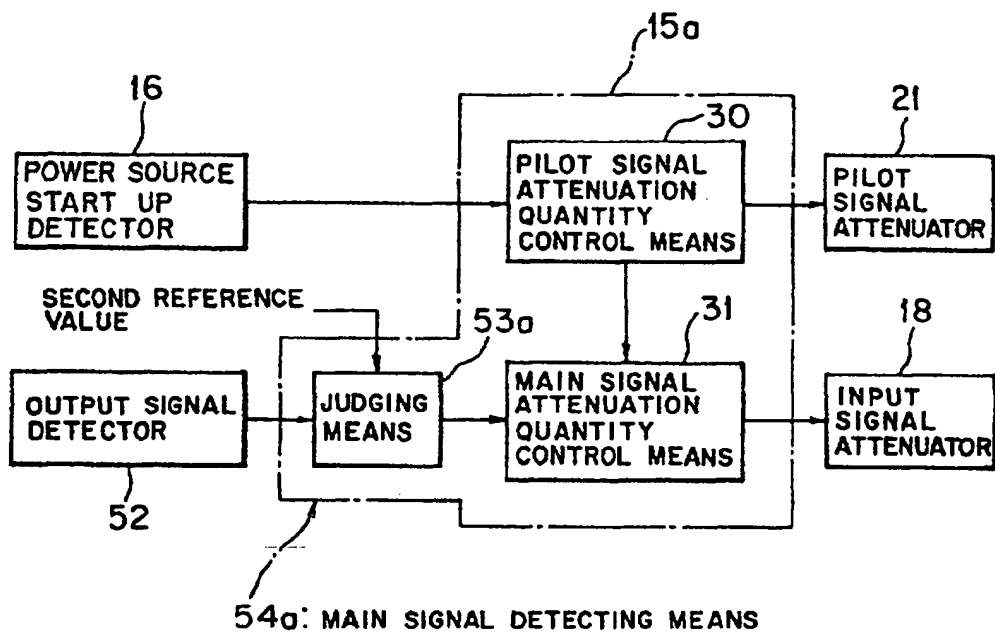 15a
16
POWER SOURCE
START UP
DETECTOR
30
PILOT SIGNAL
ATTENUATION
QUANTITY
CONTROL MEANS
21
PILOT
SIGNAL
ATTENUATOR
SECOND REFERENCE
VALUE
53a
31
18
OUTPUT SIGNAL
DETECTOR
52
JUDGING
MEANS
MAIN SIGNAL
ATTENUATION
QUANTITY
CONTROL MEANS
INPUT
SIGNAL
ATTENUATOR
54a: MAIN SIGNAL DETECTING MEANS